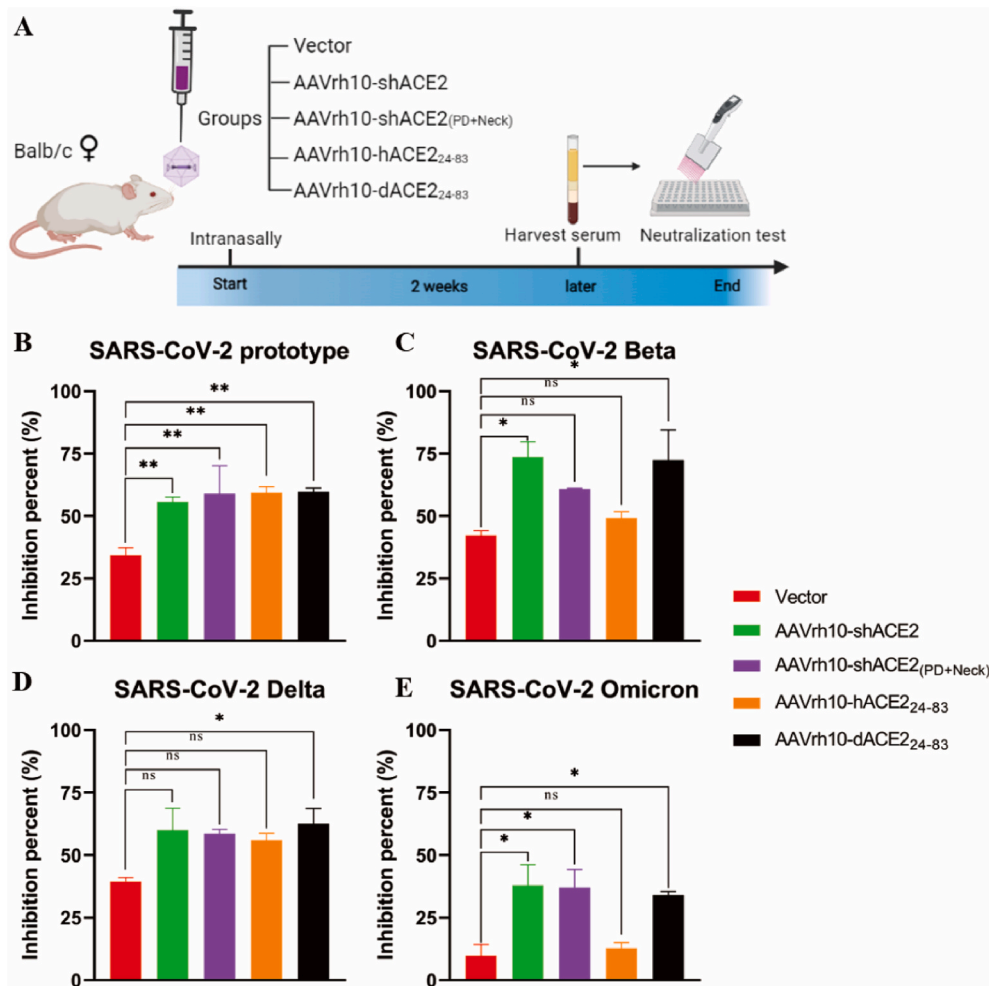 A
Vector
AAVrh10-shACE2
Groups
AAVrh10-shACE2(PD+Neck)
Balb/c ♀
AAVrh10-hACE224-83
AAVrh10-dACE224-83
Intranasally
Harvest serum
Neutralization test
Start
2 weeks
later
End
B
SARS-CoV-2 prototype
Inhibition percent (%)
100
75
50
25
0
**
**
**
**
C
SARS-CoV-2 Beta
Inhibition percent (%)
100
75
50
25
0
*
ns
ns
*
D
SARS-CoV-2 Delta
Inhibition percent (%)
100
75
50
25
0
*
ns
ns
ns
E
SARS-CoV-2 Omicron
Inhibition percent (%)
100
75
50
25
0
*
ns
*
*
Vector
AAVrh10-shACE2
AAVrh10-shACE2(PD+Neck)
AAVrh10-hACE224-83
AAVrh10-dACE224-83